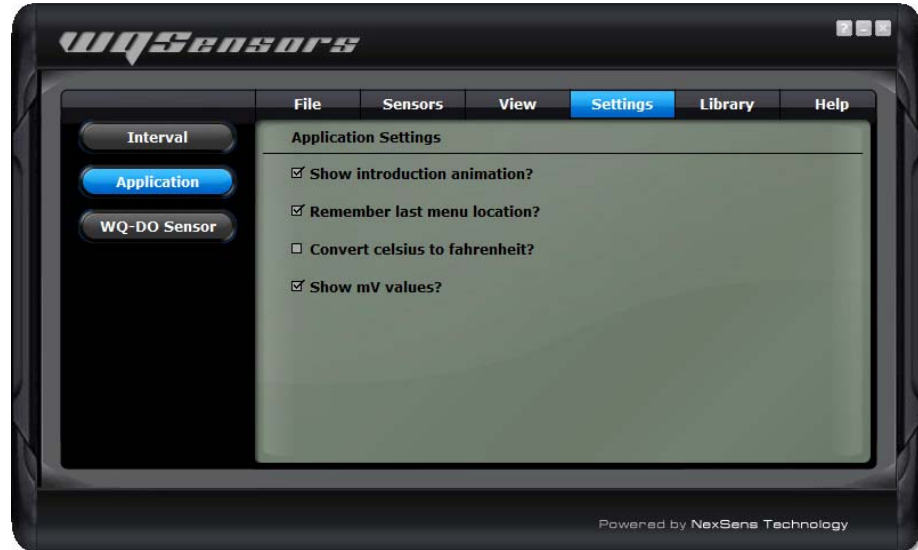 WQSensors
? - x
File Sensors View Settings Library Help
Interval
Application
WQ-DO Sensor
Application Settings
Show introduction animation?
Remember last menu location?
Convert celsius to fahrenheit?
Show mV values?
Powered by NexSens Technology